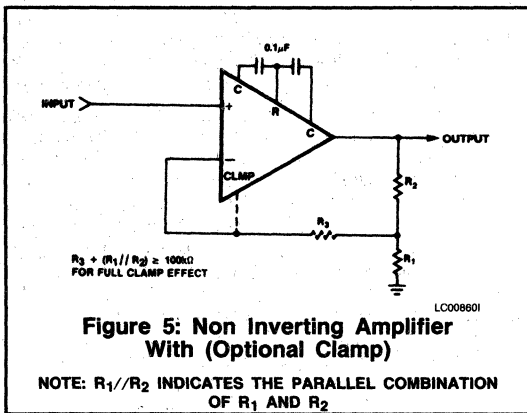 0.1μF
C
R
C
INPUT
+
−
CLMP
OUTPUT
R2
R3
R1
R3 + (R1// R2) ≥ 100kΩ
FOR FULL CLAMP EFFECT
LC00860I
Figure 5: Non Inverting Amplifier
With (Optional Clamp)
NOTE: R1//R2 INDICATES THE PARALLEL COMBINATION
OF R1 AND R2